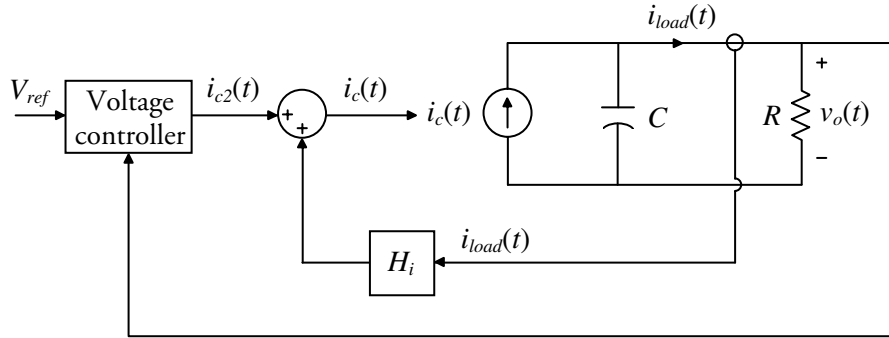 i_load(t)
V_ref
Voltage
controller
i_c2(t)
+
+
i_c(t)
i_c(t)
C
R
+
v_o(t)
−
H_i
i_load(t)